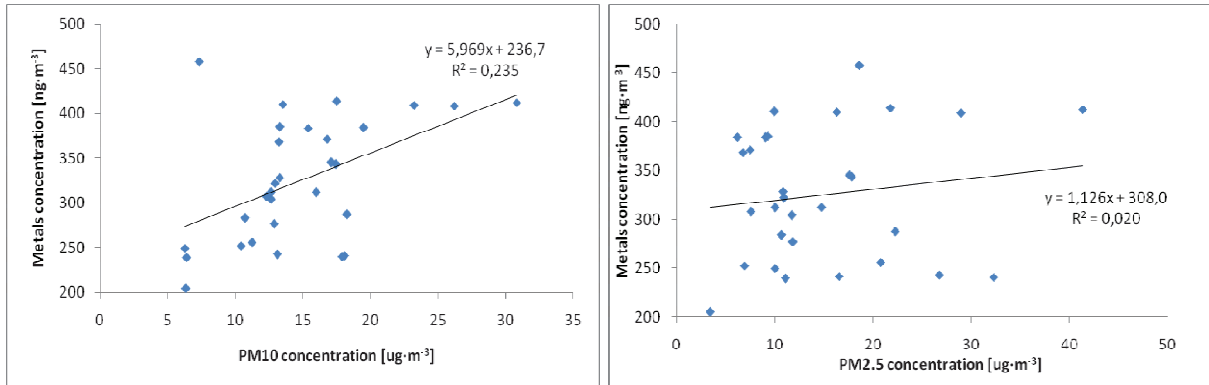 500
450
400
350
300
250
200
Metals concentration [ng·m⁻³]
y = 5,969x + 236,7
R² = 0,235
0 5 10 15 20 25 30 35
PM10 concentration [ug·m⁻³]
500
450
400
350
300
250
200
Metals concentration [ng·m⁻³]
y = 1,126x + 308,0
R² = 0,020
0 10 20 30 40 50
PM2.5 concentration [ug·m⁻³]